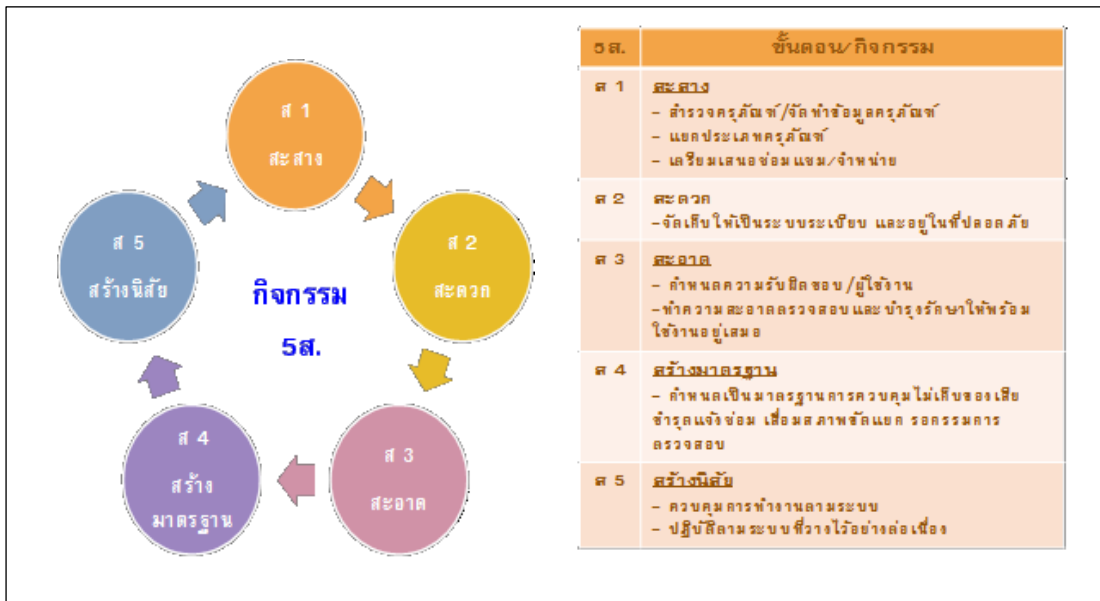 ส 1
สะสาง
ส 2
สะดวก
ส 3
สะอาด
ส 4
สร้าง
มาตรฐาน
ส 5
สร้างนิสัย
กิจกรรม
5ส.
5ส. ขั้นตอน/กิจกรรม
ส 1 สะสาง
- สำรวจครุภัณฑ์/จัดทำข้อมูลครุภัณฑ์
- แยกประเภทครุภัณฑ์
- เตรียมเสนอซ่อมแซม/จำหน่าย
ส 2 สะดวก
-จัดเก็บให้เป็นระบบระเบียบ และอยู่ในที่ปลอดภัย
ส 3 สะอาด
- กำหนดความรับผิดชอบ/ผู้ใช้งาน
-ทำความสะอาดตรวจสอบและบำรุงรักษาให้พร้อม
ใช้งานอยู่เสมอ
ส 4 สร้างมาตรฐาน
- กำหนดเป็นมาตรฐานการควบคุมไม่เก็บของเสีย
ชำรุดแจ้งซ่อม เสื่อมสภาพคัดแยก รอกรรมการ
ตรวจสอบ
ส 5 สร้างนิสัย
- ควบคุมการทำงานตามระบบ
- ปฏิบัติตามระบบที่วางไว้อย่างต่อเนื่อง